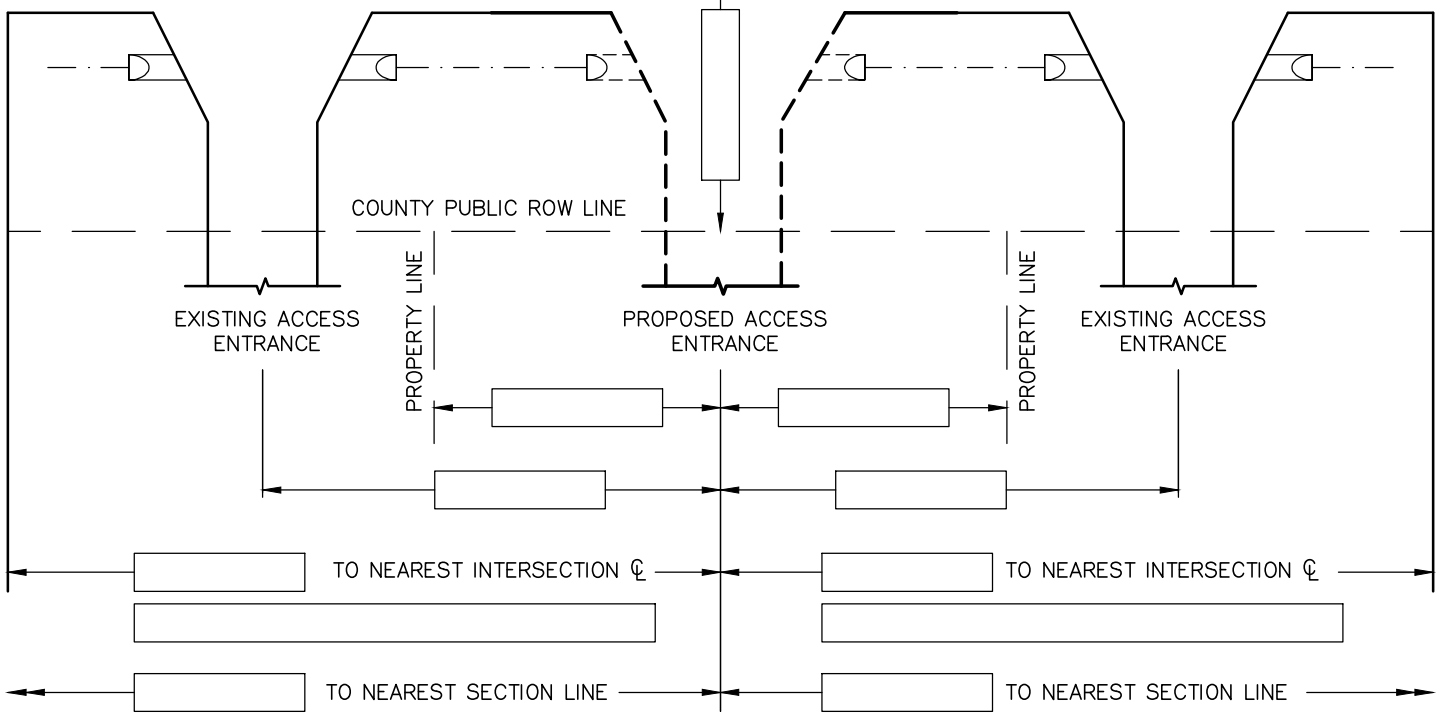 COUNTY PUBLIC ROW LINE
PROPERTY LINE
PROPERTY LINE
EXISTING ACCESS
ENTRANCE
PROPOSED ACCESS
ENTRANCE
EXISTING ACCESS
ENTRANCE
TO NEAREST INTERSECTION ℄
TO NEAREST INTERSECTION ℄
TO NEAREST SECTION LINE
TO NEAREST SECTION LINE